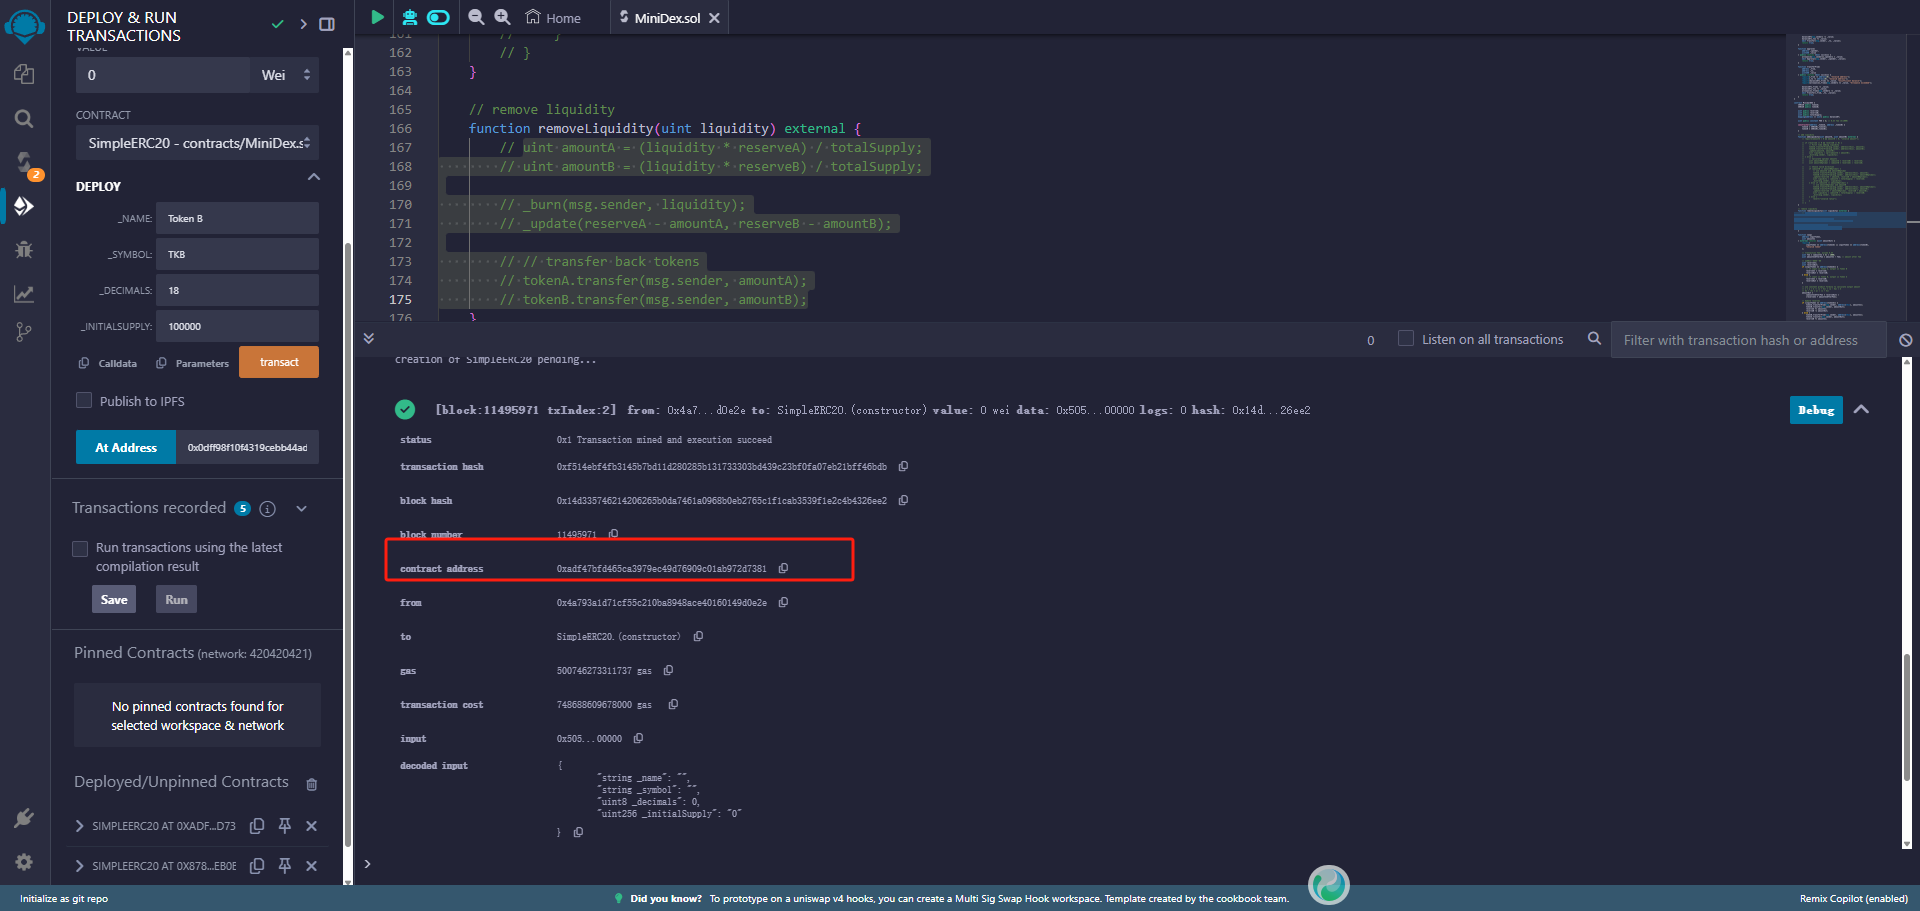 DEPLOY & RUN
TRANSACTIONS
VALUE
0
Wei
CONTRACT
SimpleERC20 - contracts/MiniDex.s
DEPLOY
_NAME:
Token B
_SYMBOL:
TKB
_DECIMALS:
18
_INITIALSUPPLY:
100000
Calldata
Parameters
transact
Publish to IPFS
At Address
0x0dff98f10f4319cebb44ad
Transactions recorded 5
Run transactions using the latest
compilation result
Save
Run
Pinned Contracts (network: 420420421)
No pinned contracts found for
selected workspace & network
Deployed/Unpinned Contracts
SIMPLEERC20 AT 0XADF...D73
SIMPLEERC20 AT 0X878...EB0E
2
Home
MiniDex.sol
161 // }
162 // }
163 }
164
165 // remove liquidity
166 function removeLiquidity(uint liquidity) external {
167 // uint amountA = (liquidity * reserveA) / totalSupply;
168 // uint amountB = (liquidity * reserveB) / totalSupply;
169
170 // _burn(msg.sender, liquidity);
171 // _update(reserveA - amountA, reserveB - amountB);
172
173 // // transfer back tokens
174 // tokenA.transfer(msg.sender, amountA);
175 // tokenB.transfer(msg.sender, amountB);
176 }
0
Listen on all transactions
Filter with transaction hash or address
creation of SimpleERC20 pending...
[block:11495971 txIndex:2] from: 0x4a7...d0e2e to: SimpleERC20.(constructor) value: 0 wei data: 0x505...00000 logs: 0 hash: 0x14d...26ee2
Debug
status 0x1 Transaction mined and execution succeed
transaction hash 0xf514ebf4fb3145b7bd11d280285b131733303bd439c23bf0fa07eb21bff46bdb
block hash 0x14d335746214206265b0da7461a0968b0eb2765c1f1cab3539f1e2c4b4326ee2
block number 11495971
contract address 0xadf47bfd465ca3979ec49d76909c01ab972d7381
from 0x4a793a1d71cf55c210ba8948ace40160149d0e2e
to SimpleERC20.(constructor)
gas 500746273311737 gas
transaction cost 748688609678000 gas
input 0x505...00000
decoded input {
"string _name": "",
"string _symbol": "",
"uint8 _decimals": 0,
"uint256 _initialSupply": "0"
}
>
Initialize as git repo
Did you know? To prototype on a uniswap v4 hooks, you can create a Multi Sig Swap Hook workspace. Template created by the cookbook team.
Remix Copilot (enabled)